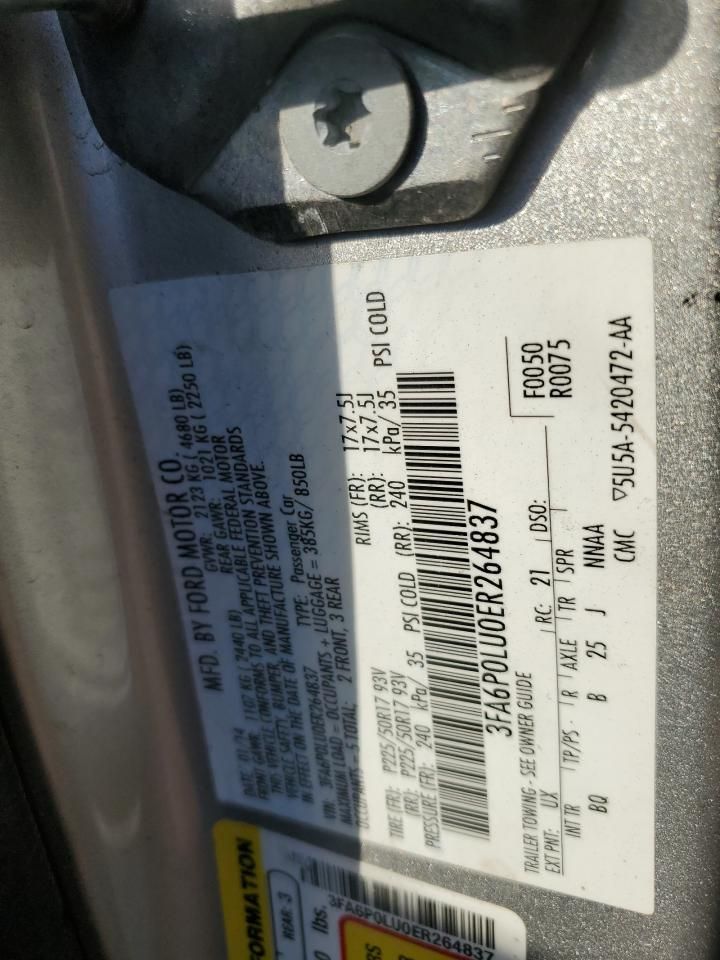 MFD. BY FORD MOTOR CO.
DATE: 01/14 GVWR: 2123 KG ( 4680 LB)
FRONT GAWR: 1107 KG ( 2440 LB) REAR GAWR: 1021 KG ( 2250 LB)
THIS VEHICLE CONFORMS TO ALL APPLICABLE FEDERAL MOTOR
VEHICLE SAFETY, BUMPER, AND THEFT PREVENTION STANDARDS
IN EFFECT ON THE DATE OF MANUFACTURE SHOWN ABOVE.
VIN: 3FA6P0LU0ER264837 TYPE: Passenger Car
MAXIMUM LOAD = OCCUPANTS + LUGGAGE = 385KG/ 850LB
OCCUPANTS = 5 TOTAL: 2 FRONT, 3 REAR
TIRE (FR): P225/50R17 93V RIMS (FR): 17x7.5J
(RR): P225/50R17 93V (RR): 17x7.5J
PRESSURE (FR): 240 kPa/ 35 PSI COLD (RR): 240 kPa/ 35 PSI COLD
3FA6P0LU0ER264837
F0050
R0075
TRAILER TOWING - SEE OWNER GUIDE
EXT PNT: UX RC: 21 DSO:
INT TR TP/PS R AXLE TR SPR
BQ B 25 J NNAA
CMC ▽5U5A-5420472-AA
FORMATION
REAR: 3
lbs.
3FA6P0LU0ER264837